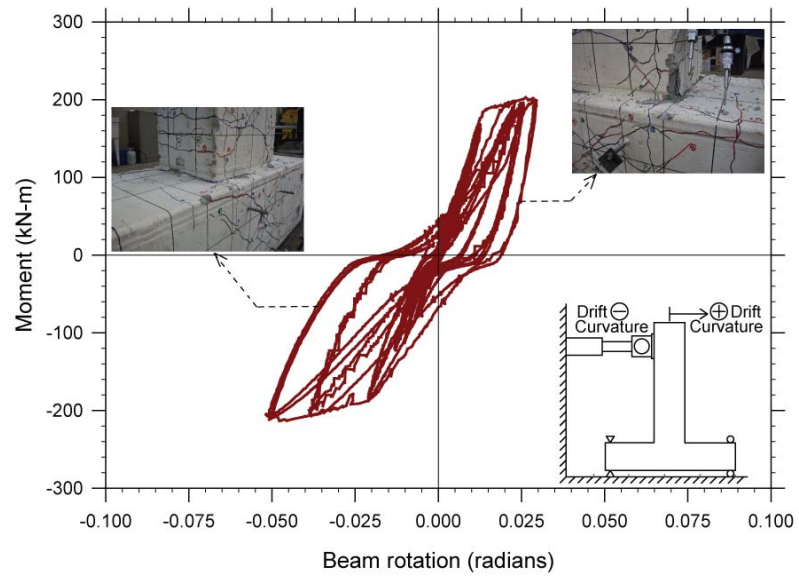 300
200
100
0
-100
-200
-300
Moment (kN-m)
Drift ⊖
Curvature
⊕ Drift
Curvature
-0.100 -0.075 -0.050 -0.025 0.000 0.025 0.050 0.075 0.100
Beam rotation (radians)